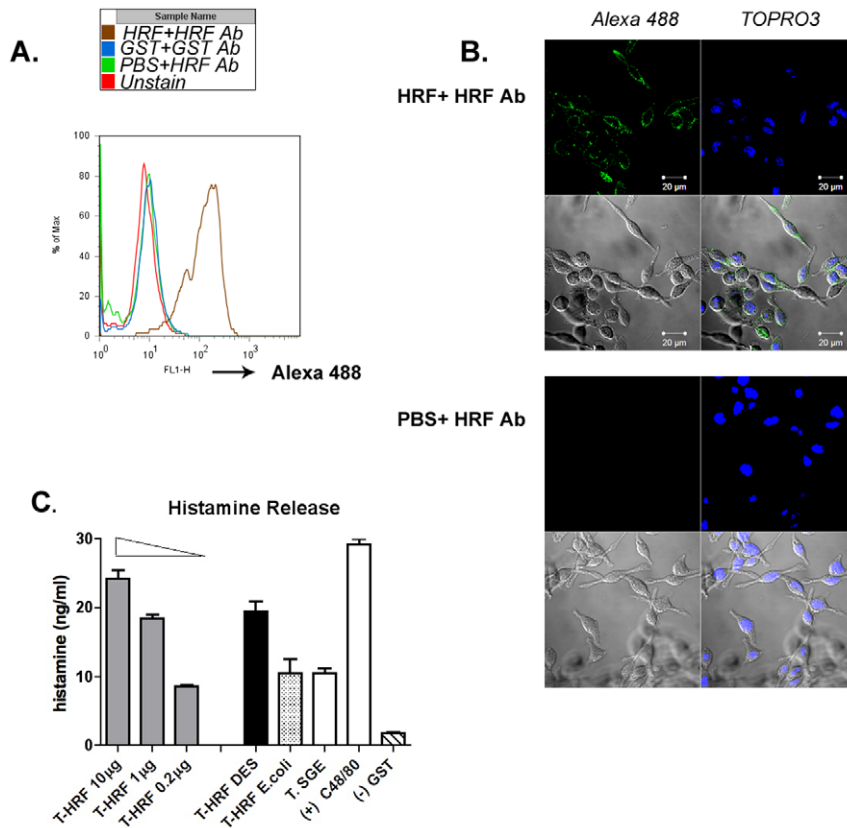 A.
Sample Name
HRF+HRF Ab
GST+GST Ab
PBS+HRF Ab
Unstain
% of Max
100
80
60
40
20
0
10⁰ 10¹ 10² 10³
FL1-H
Alexa 488
B.
Alexa 488 TOPRO3
HRF+ HRF Ab
20 µm 20 µm
20 µm 20 µm
PBS+ HRF Ab
C.
Histamine Release
histamine (ng/ml)
30
20
10
0
T-HRF 10µg
T-HRF 1µg
T-HRF 0.2µg
T-HRF DES
T-HRF E.coli
T. SGE
(+) C48/80
(-) GST